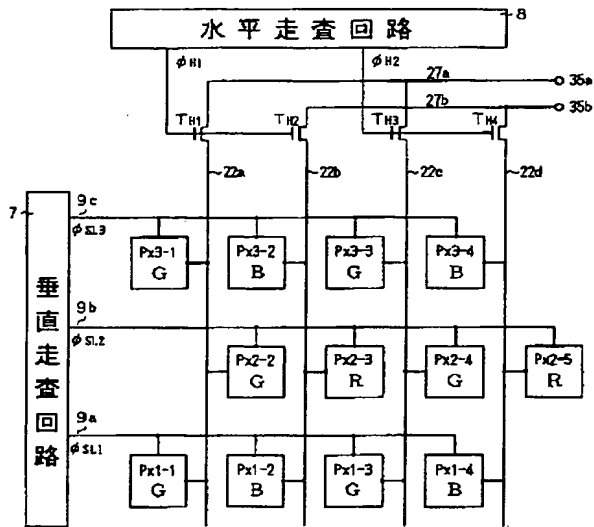 8
水平走査回路
ΦH1 ΦH2
27a 35a
27b 35b
TH1 TH2 TH3 TH4
22a 22b 22c 22d
7 9c
ΦSL3
Px3-1 Px3-2 Px3-3 Px3-4
G B G B
垂直走査回路
9b
ΦSL2
Px2-2 Px2-3 Px2-4 Px2-5
G R G R
9a
ΦSL1
Px1-1 Px1-2 Px1-3 Px1-4
G B G B